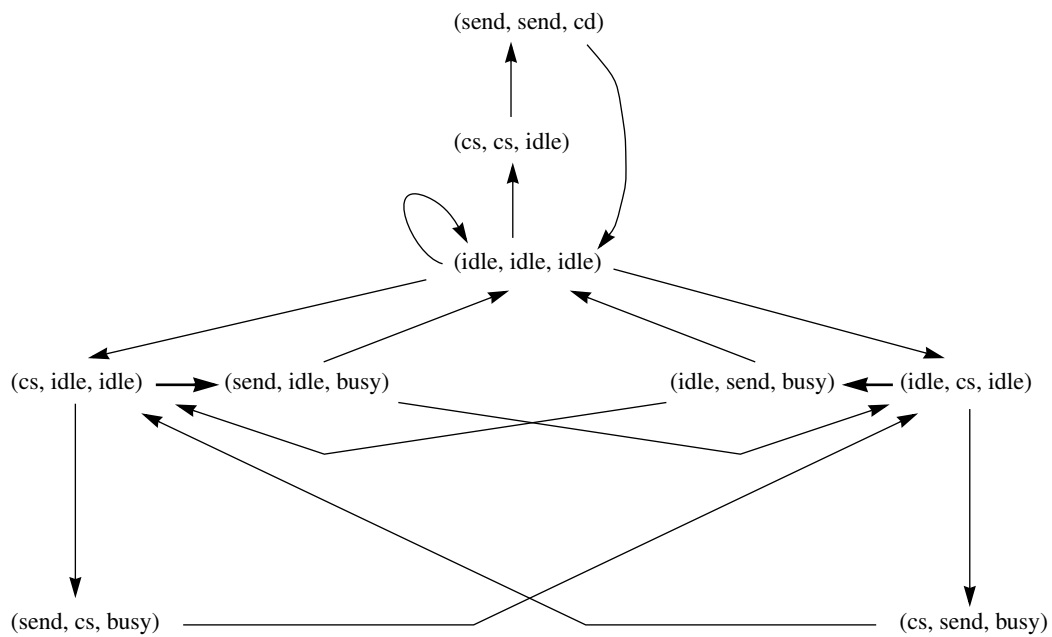 (send, send, cd)
(cs, cs, idle)
(idle, idle, idle)
(cs, idle, idle)
(send, idle, busy)
(idle, send, busy)
(idle, cs, idle)
(send, cs, busy)
(cs, send, busy)